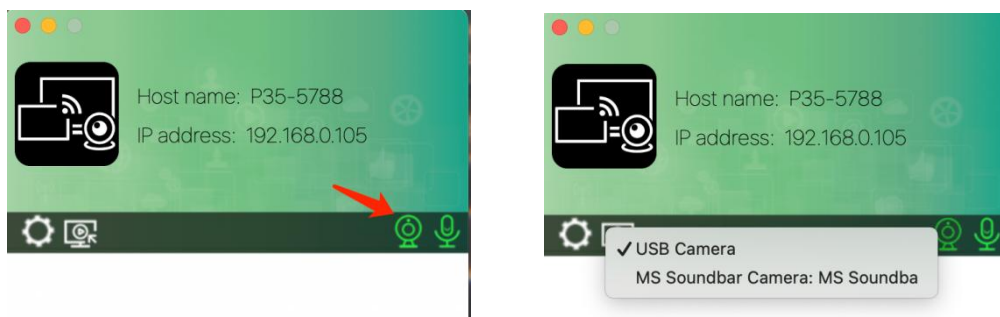 Host name: P35-5788
IP address: 192.168.0.105
Host name: P35-5788
IP address: 192.168.0.105
✓ USB Camera
MS Soundbar Camera: MS Soundba